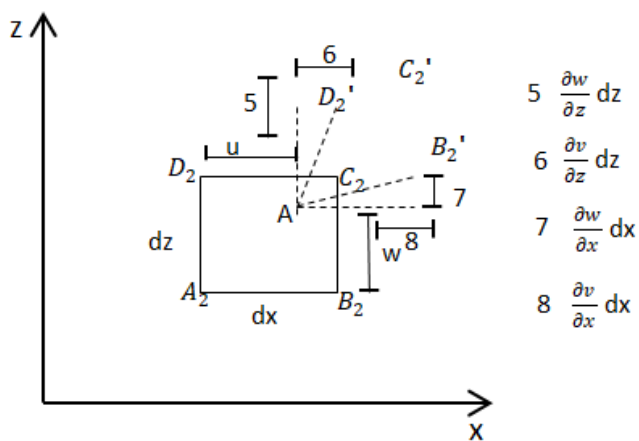 z
6
C₂'
5
D₂'
5 ∂w/∂z dz
u
B₂'
6 ∂v/∂z dz
D₂
C₂
A
7
7 ∂w/∂x dx
dz
w
8
A₂
B₂
dx
8 ∂v/∂x dx
x